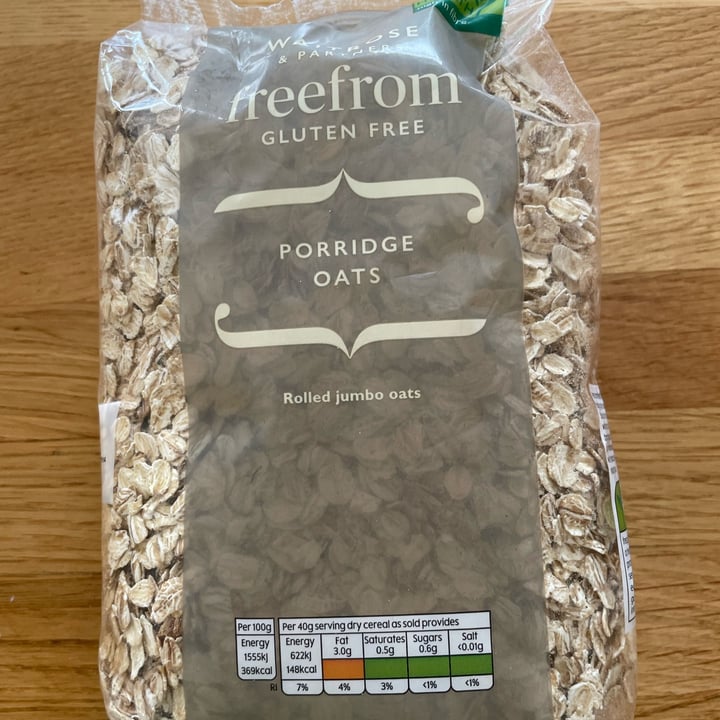 WAITROSE
& PARTNERS
freefrom
GLUTEN FREE
PORRIDGE
OATS
Rolled jumbo oats
Per 100g
Energy
1555kJ
369kcal
Per 40g serving dry cereal as sold provides
Energy Fat Saturates Sugars Salt
622kJ 3.0g 0.5g 0.6g <0.01g
148kcal
RI 7% 4% 3% <1% <1%